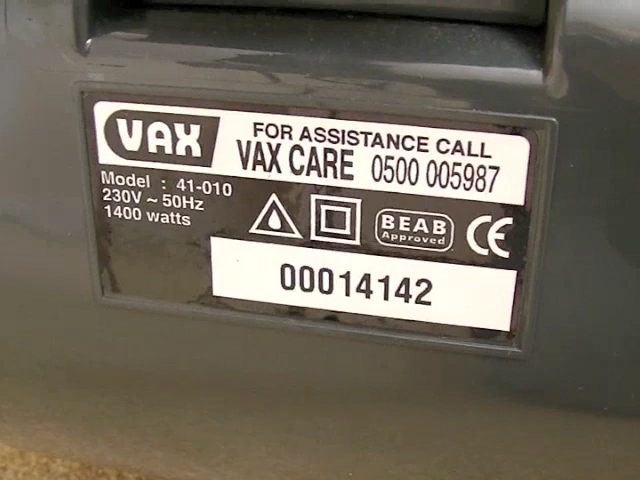 VAX
FOR ASSISTANCE CALL
VAX CARE 0500 005987
Model : 41-010
230V ~ 50Hz
1400 watts
BEAB
Approved
CE
00014142